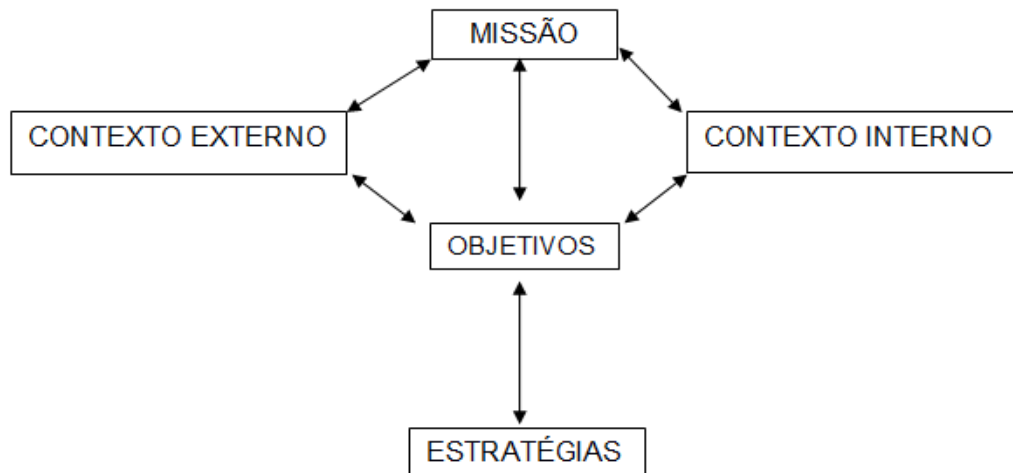 MISSÃO
CONTEXTO EXTERNO
CONTEXTO INTERNO
OBJETIVOS
ESTRATÉGIAS